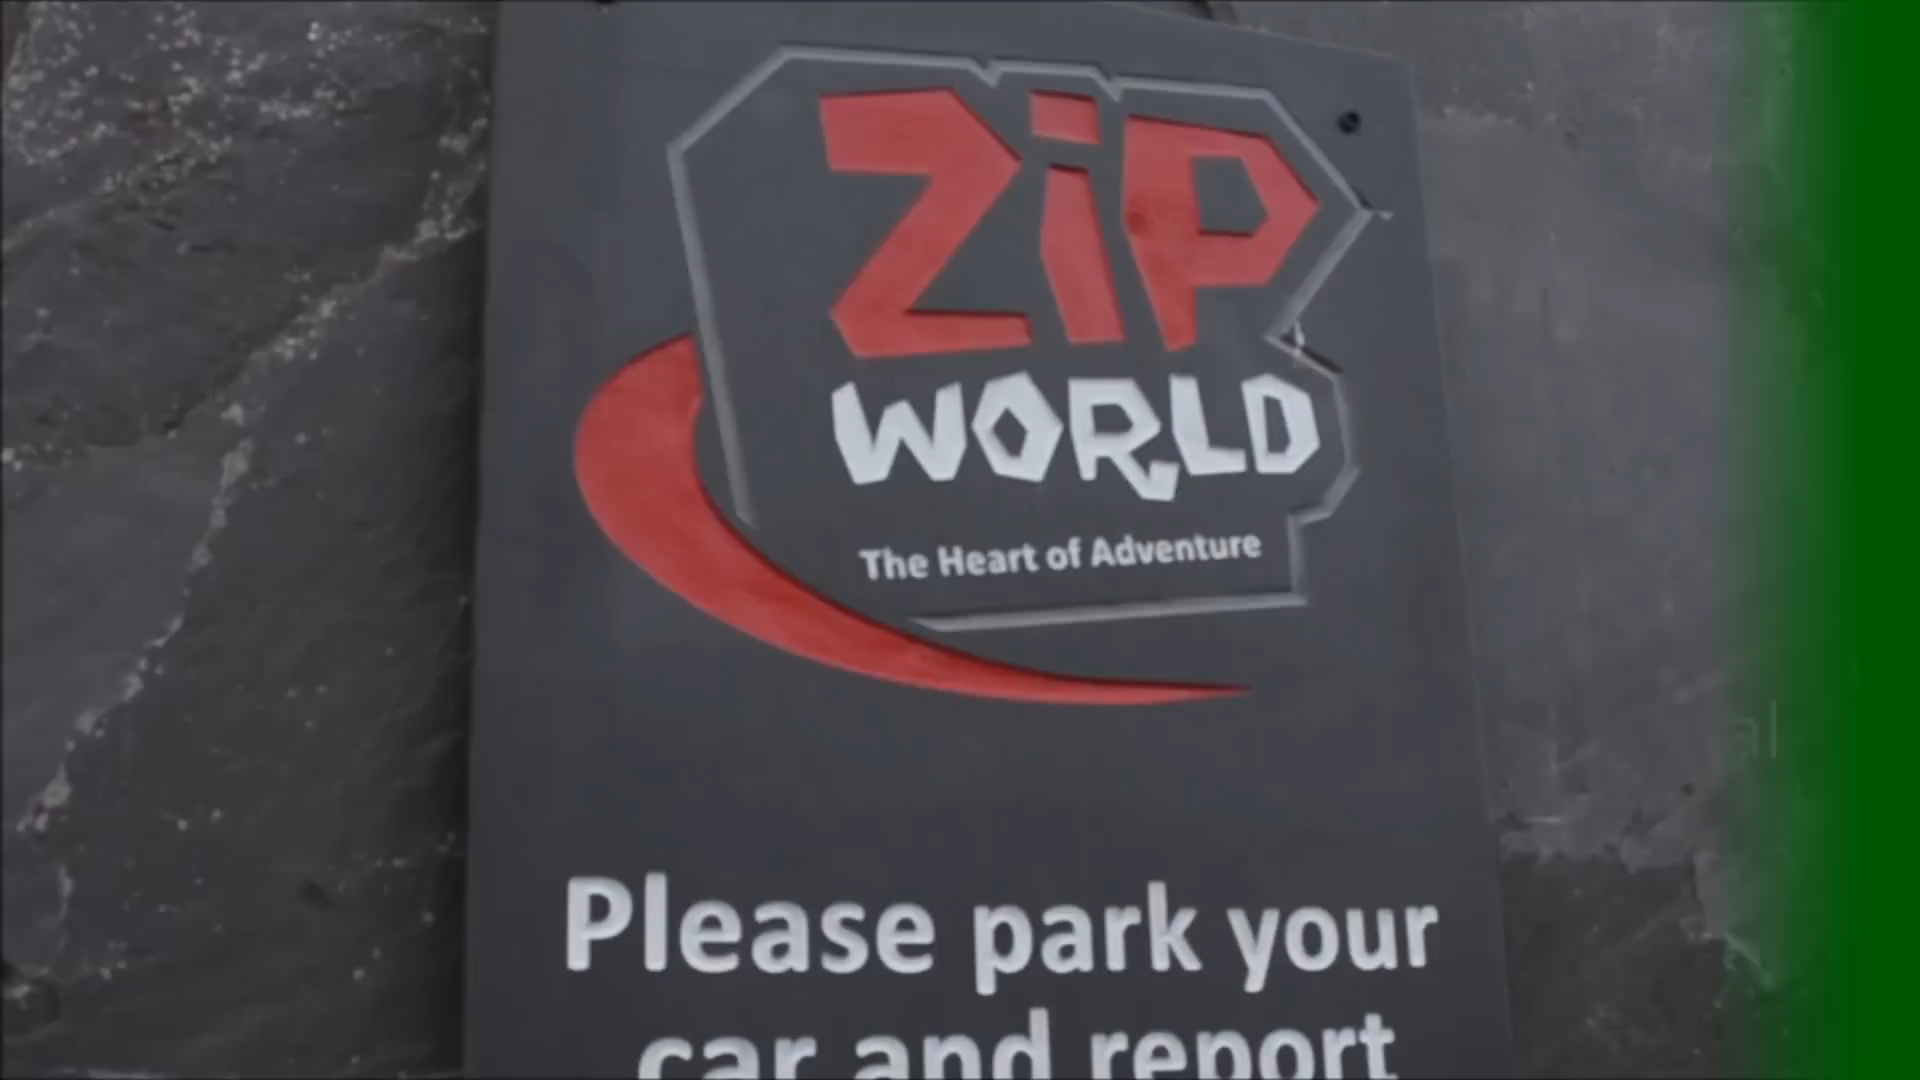 ZiP
WORLD
The Heart of Adventure
Please park your
car and report